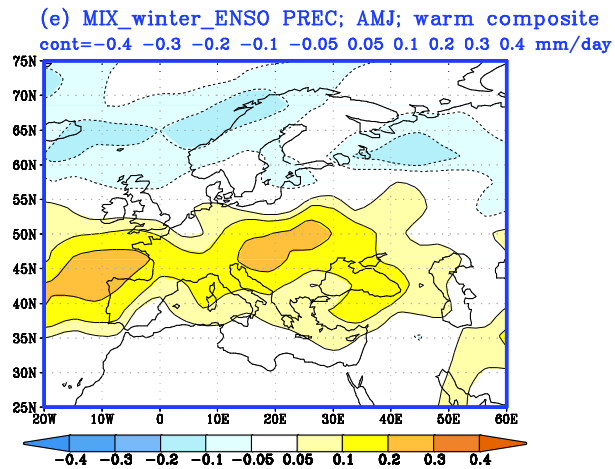 (e) MIX_winter_ENSO PREC; AMJ; warm composite
cont=−0.4 −0.3 −0.2 −0.1 −0.05 0.05 0.1 0.2 0.3 0.4 mm/day
75N
70N
65N
60N
55N
50N
45N
40N
35N
30N
25N
20W 10W 0 10E 20E 30E 40E 50E 60E
−0.4 −0.3 −0.2 −0.1 −0.05 0.05 0.1 0.2 0.3 0.4